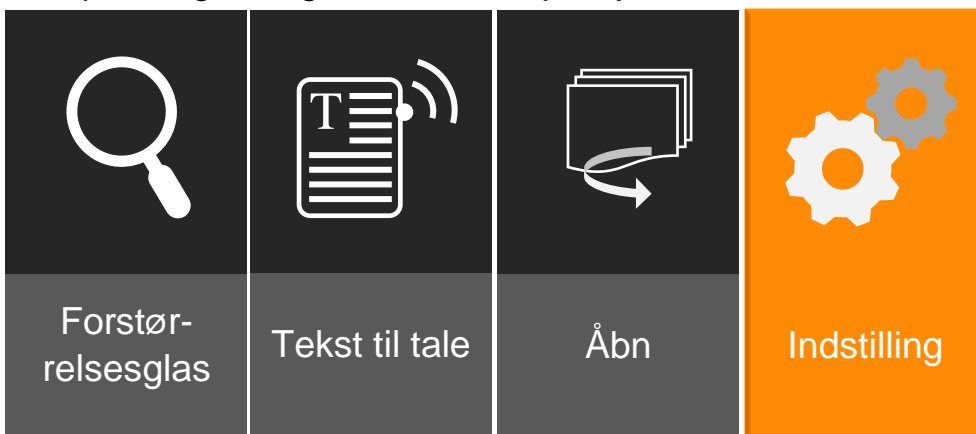 Forstør-
relsesglas
Tekst til tale
Åbn
Indstilling
T